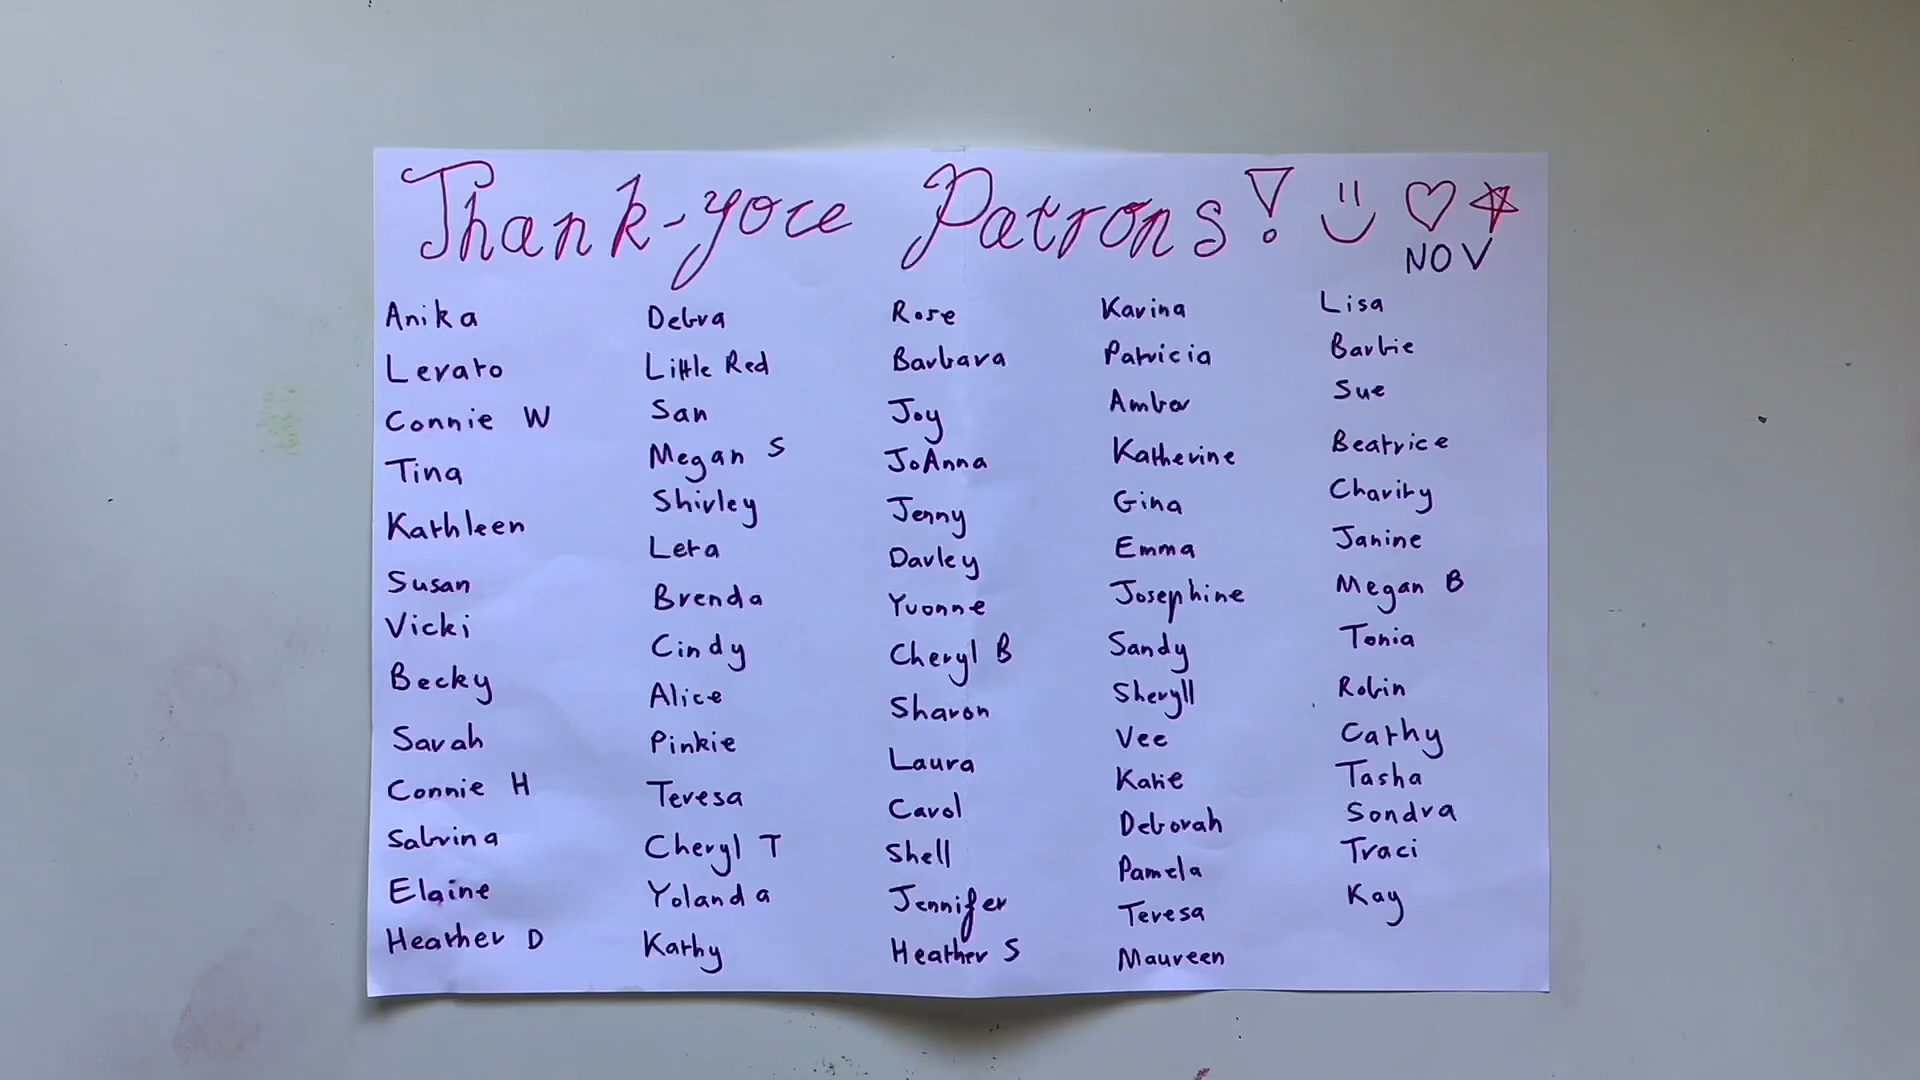 Thank-you Patrons!
NOV
Anika
Lerato
Connie W
Tina
Kathleen
Susan
Vicki
Becky
Sarah
Connie H
Sabrina
Elaine
Heather D
Debra
Little Red
San
Megan S
Shirley
Leta
Brenda
Cindy
Alice
Pinkie
Teresa
Cheryl T
Yolanda
Kathy
Rose
Barbara
Joy
JoAnna
Jenny
Darley
Yvonne
Cheryl B
Sharon
Laura
Carol
Shell
Jennifer
Heather S
Karina
Patricia
Amber
Katherine
Gina
Emma
Josephine
Sandy
Sheryll
Vee
Katie
Deborah
Pamela
Teresa
Maureen
Lisa
Barbie
Sue
Beatrice
Charity
Janine
Megan B
Tonia
Robin
Cathy
Tasha
Sondra
Traci
Kay